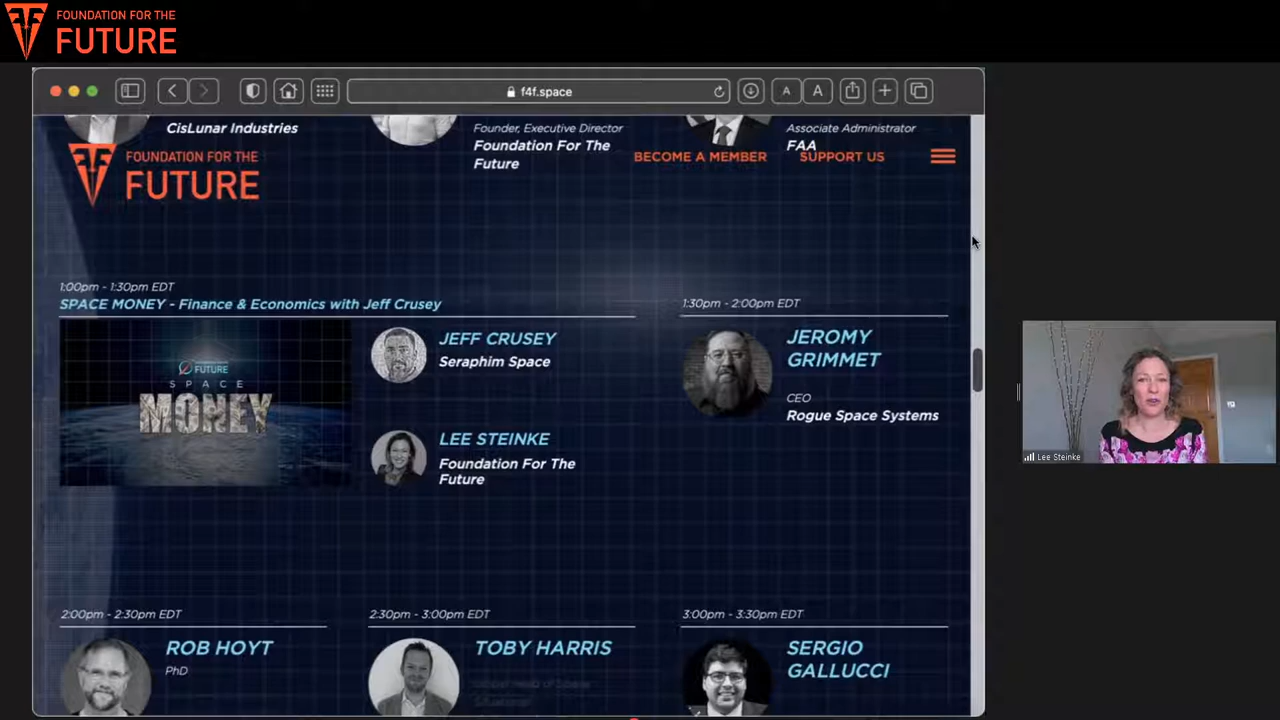 FOUNDATION FOR THE
FUTURE
f4f.space
A
A
CisLunar Industries
Founder, Executive Director
Foundation For The
Future
Associate Administrator
FAA
FOUNDATION FOR THE
FUTURE
BECOME A MEMBER
SUPPORT US
1:00pm - 1:30pm EDT
SPACE MONEY - Finance & Economics with Jeff Crusey
FUTURE
SPACE
MONEY
JEFF CRUSEY
Seraphim Space
LEE STEINKE
Foundation For The
Future
1:30pm - 2:00pm EDT
JEROMY
GRIMMET
CEO
Rogue Space Systems
Lee Steinke
2:00pm - 2:30pm EDT
ROB HOYT
PhD
2:30pm - 3:00pm EDT
TOBY HARRIS
3:00pm - 3:30pm EDT
SERGIO
GALLUCCI